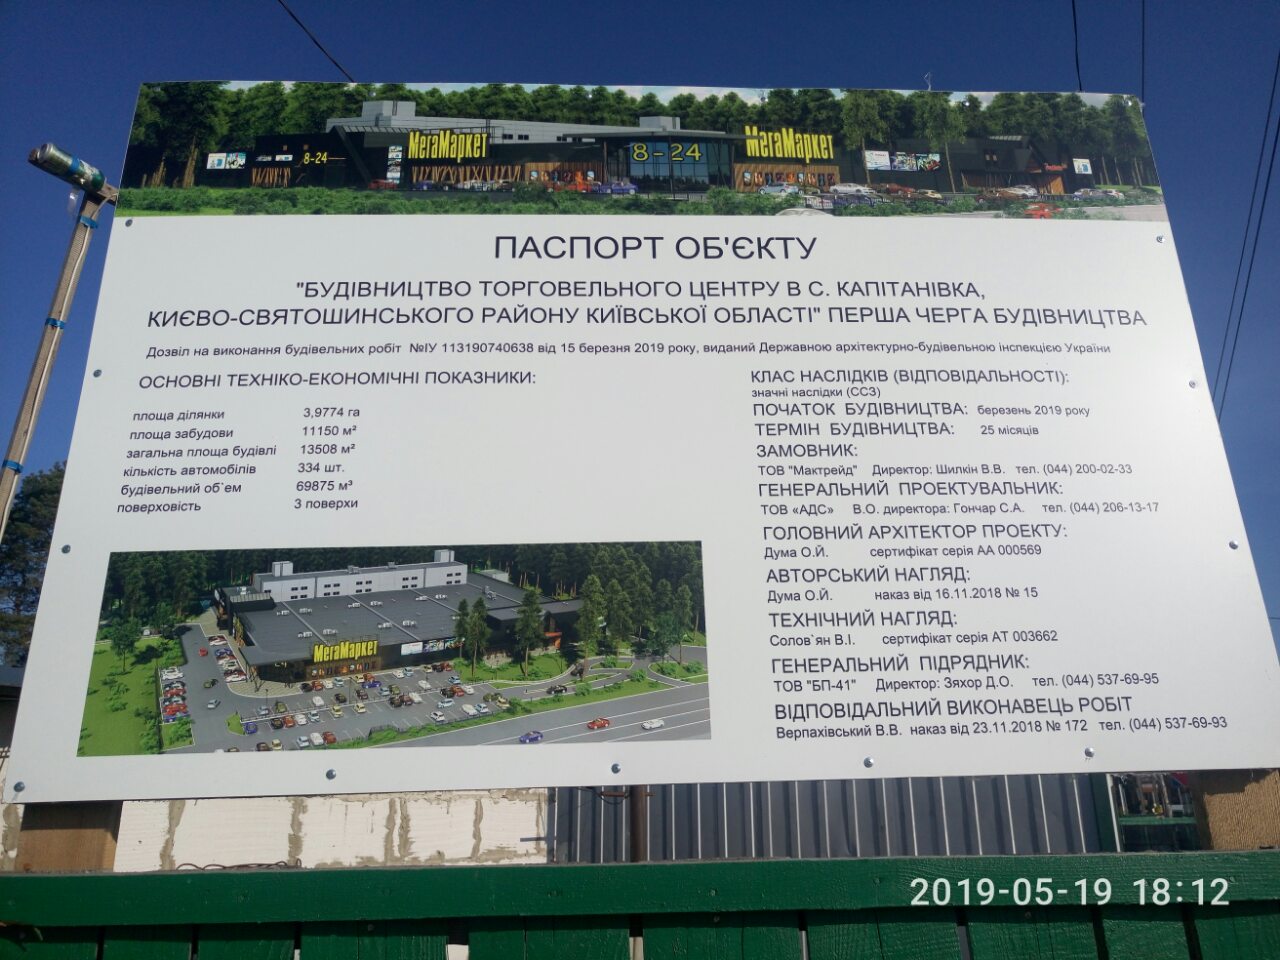 МегаМаркет
МегаМаркет
8-24
8-24
ПАСПОРТ ОБ'ЄКТУ
"БУДІВНИЦТВО ТОРГОВЕЛЬНОГО ЦЕНТРУ В С. КАПІТАНІВКА,
КИЄВО-СВЯТОШИНСЬКОГО РАЙОНУ КИЇВСЬКОЇ ОБЛАСТІ" ПЕРША ЧЕРГА БУДІВНИЦТВА
Дозвіл на виконання будівельних робіт №ІУ 113190740638 від 15 березня 2019 року, виданий Державною архітектурно-будівельною інспекцією України
ОСНОВНІ ТЕХНІКО-ЕКОНОМІЧНІ ПОКАЗНИКИ:
площа ділянки 3,9774 га
площа забудови 11150 м²
загальна площа будівлі 13508 м²
кількість автомобілів 334 шт.
будівельний об`ем 69875 м³
поверховість 3 поверхи
МегаМаркет
КЛАС НАСЛІДКІВ (ВІДПОВІДАЛЬНОСТІ):
значні наслідки (СС3)
ПОЧАТОК БУДІВНИЦТВА: березень 2019 року
ТЕРМІН БУДІВНИЦТВА: 25 місяців
ЗАМОВНИК:
ТОВ "Мактрейд" Директор: Шилкін В.В. тел. (044) 200-02-33
ГЕНЕРАЛЬНИЙ ПРОЕКТУВАЛЬНИК:
ТОВ «АДС» В.О. директора: Гончар С.А. тел. (044) 206-13-17
ГОЛОВНИЙ АРХІТЕКТОР ПРОЕКТУ:
Дума О.Й. сертифікат серія АА 000569
АВТОРСЬКИЙ НАГЛЯД:
Дума О.Й. наказ від 16.11.2018 № 15
ТЕХНІЧНИЙ НАГЛЯД:
Солов`ян В.І. сертифікат серія АТ 003662
ГЕНЕРАЛЬНИЙ ПІДРЯДНИК:
ТОВ "БП-41" Директор: Зяхор Д.О. тел. (044) 537-69-95
ВІДПОВІДАЛЬНИЙ ВИКОНАВЕЦЬ РОБІТ
Верпахівський В.В. наказ від 23.11.2018 № 172 тел. (044) 537-69-93
2019-05-19 18:12